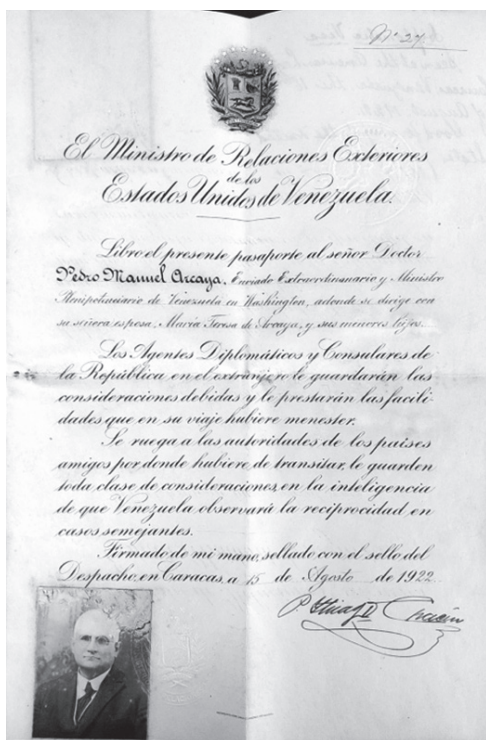 Nº 27
El Ministro de Relaciones Exteriores
de los
Estados Unidos de Venezuela.
Libro el presente pasaporte al señor Doctor
Pedro Manuel Arcaya, Enviado Extraordinario y Ministro
Plenipotenciario de Venezuela en Washington, adonde se dirige con
su señora esposa, María Teresa de Arcaya, y sus menores hijos.
Los Agentes Diplomáticos y Consulares de
la República en el extranjero le guardarán las
consideraciones debidas y le prestarán las facili
dades que en su viaje hubiere menester.
Se ruega a las autoridades de los países
amigos por donde hubiere de transitar, le guarden
toda clase de consideraciones, en la inteligencia
de que Venezuela observará la reciprocidad en
casos semejantes.
Firmado de mi mano, sellado con el sello del
Despacho, en Caracas, a 15 de Agosto de 1922